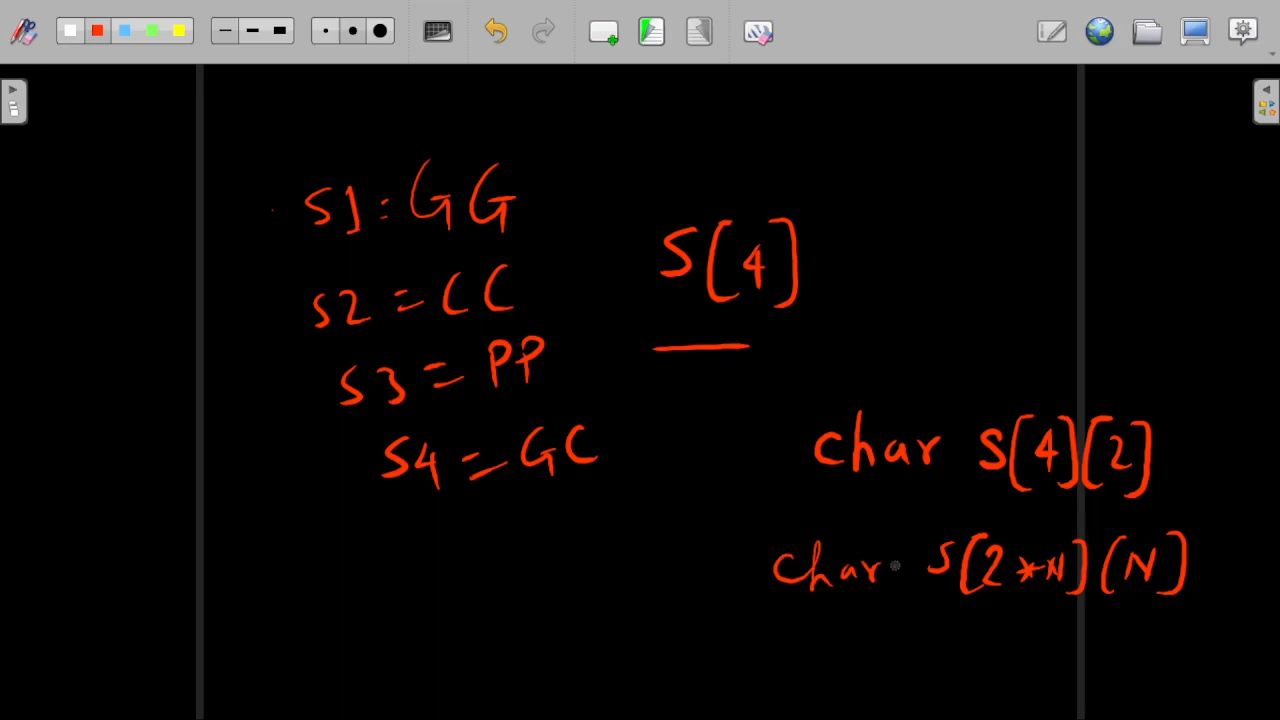 S1 = GG
S[4]
S2 = CC
S3 = PP
S4 = GC
char S[4][2]
char S[2*N][N]